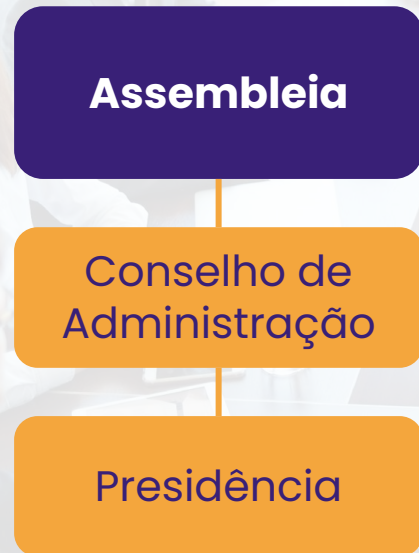 Assembleia
Conselho de
Administração
Presidência